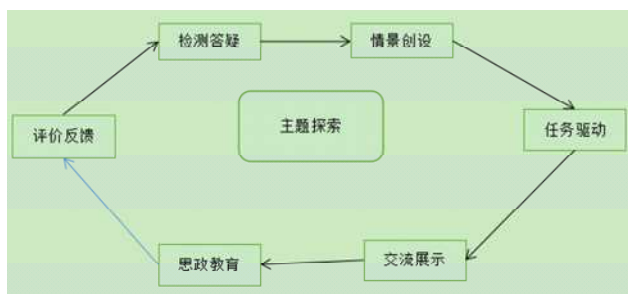 检测答疑
情景创设
评价反馈
主题探索
任务驱动
思政教育
交流展示